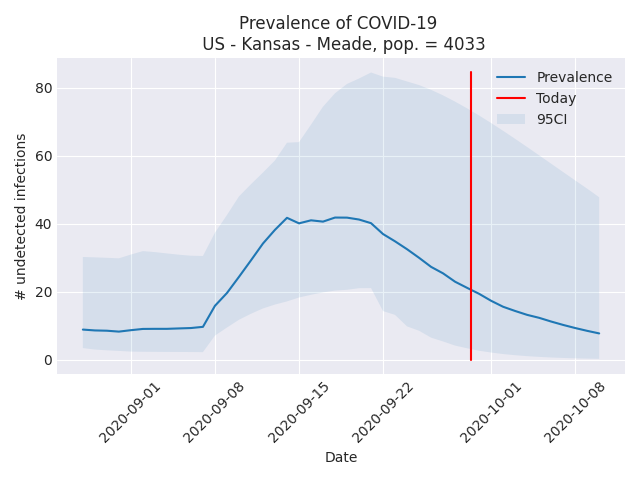 Prevalence of COVID-19
US - Kansas - Meade, pop. = 4033
Prevalence
Today
95CI
# undetected infections
80
60
40
20
0
2020-09-01
2020-09-08
2020-09-15
2020-09-22
2020-10-01
2020-10-08
Date